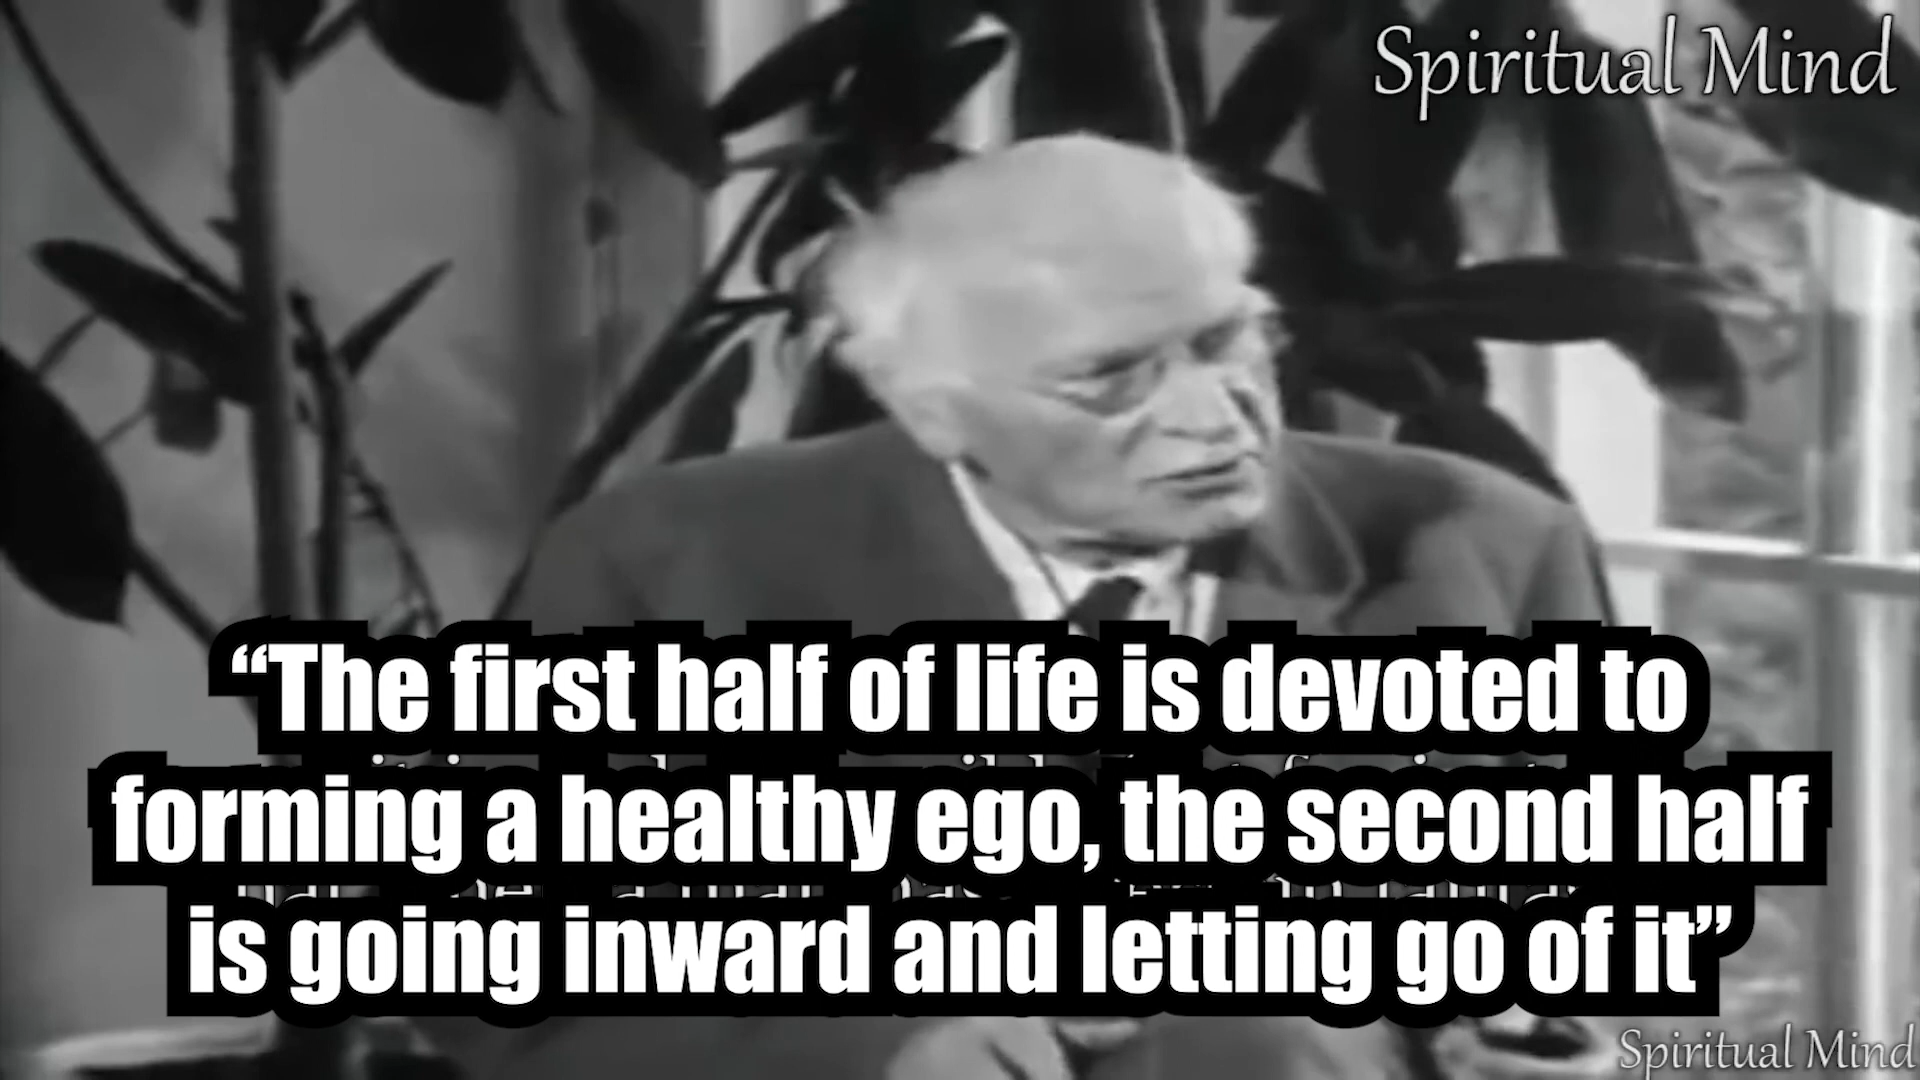 Spiritual Mind
“The first half of life is devoted to
forming a healthy ego, the second half
is going inward and letting go of it”
Spiritual Mind